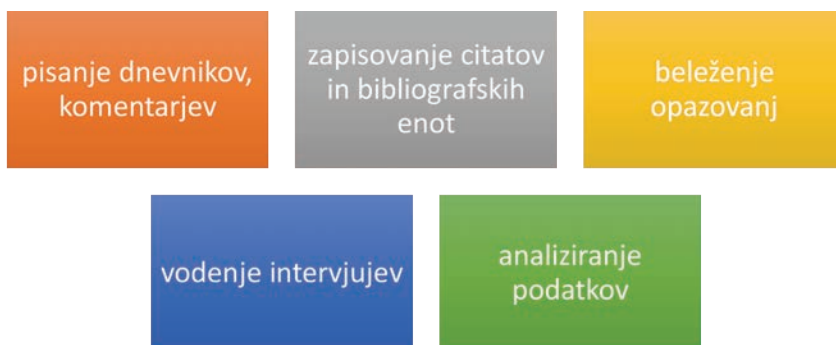 pisanje dnevnikov,
komentarjev
zapisovanje citatov
in bibliografskih
enot
beleženje
opazovanj
vodenje intervjujev
analiziranje
podatkov